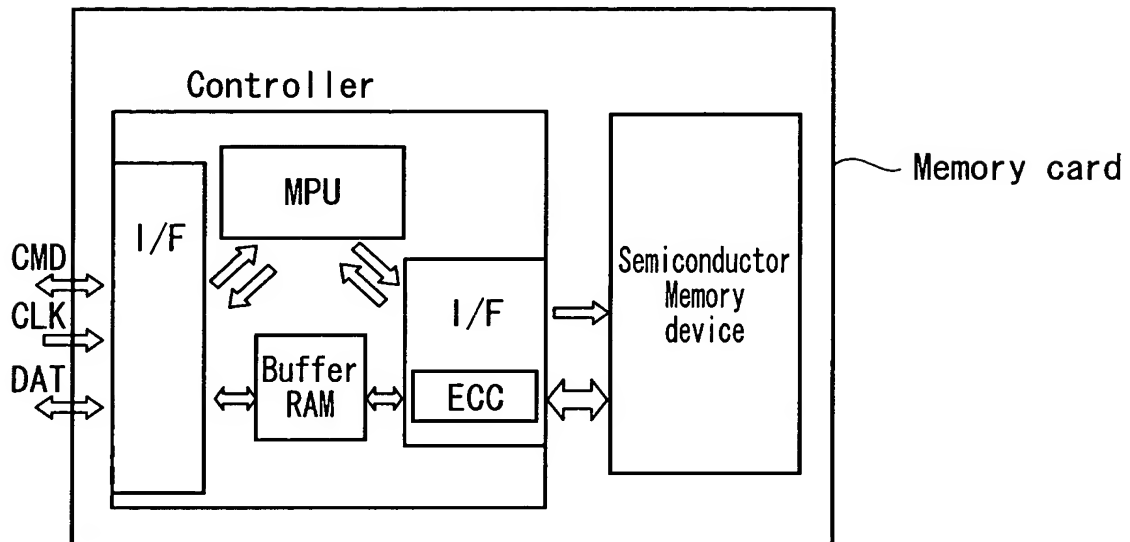 Controller
Memory card
MPU
I/F
CMD
CLK
DAT
I/F
ECC
Buffer
RAM
Semiconductor
Memory
device